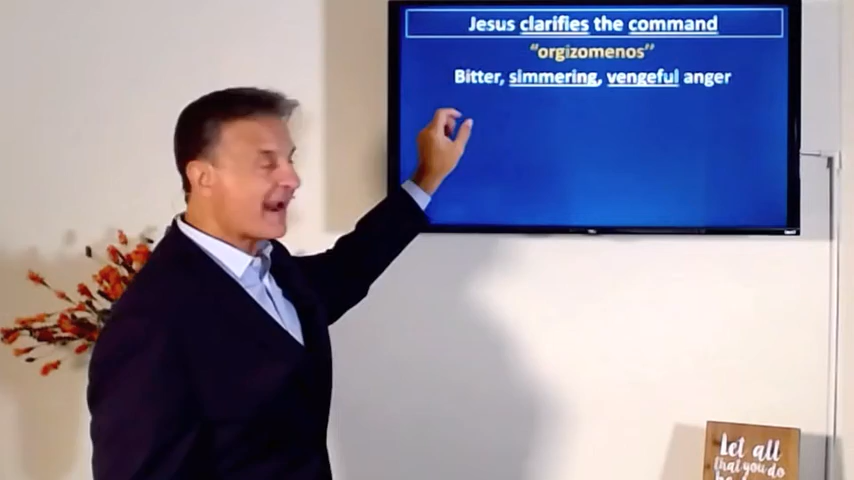 Jesus clarifies the command
"orgizomenos"
Bitter, simmering, vengeful anger
Let all
that you do